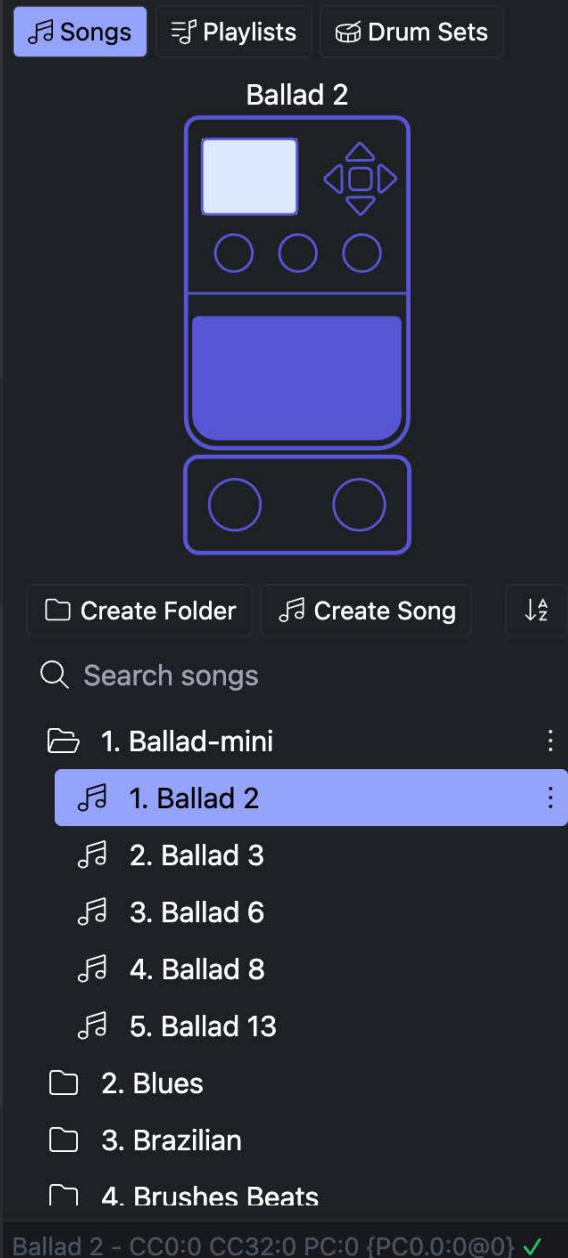 Songs Playlists Drum Sets
Ballad 2
Create Folder Create Song A Z
Search songs
1. Ballad-mini
1. Ballad 2
2. Ballad 3
3. Ballad 6
4. Ballad 8
5. Ballad 13
2. Blues
3. Brazilian
4. Brushes Beats
Ballad 2 - CC0:0 CC32:0 PC:0 {PC0,0:0@0}